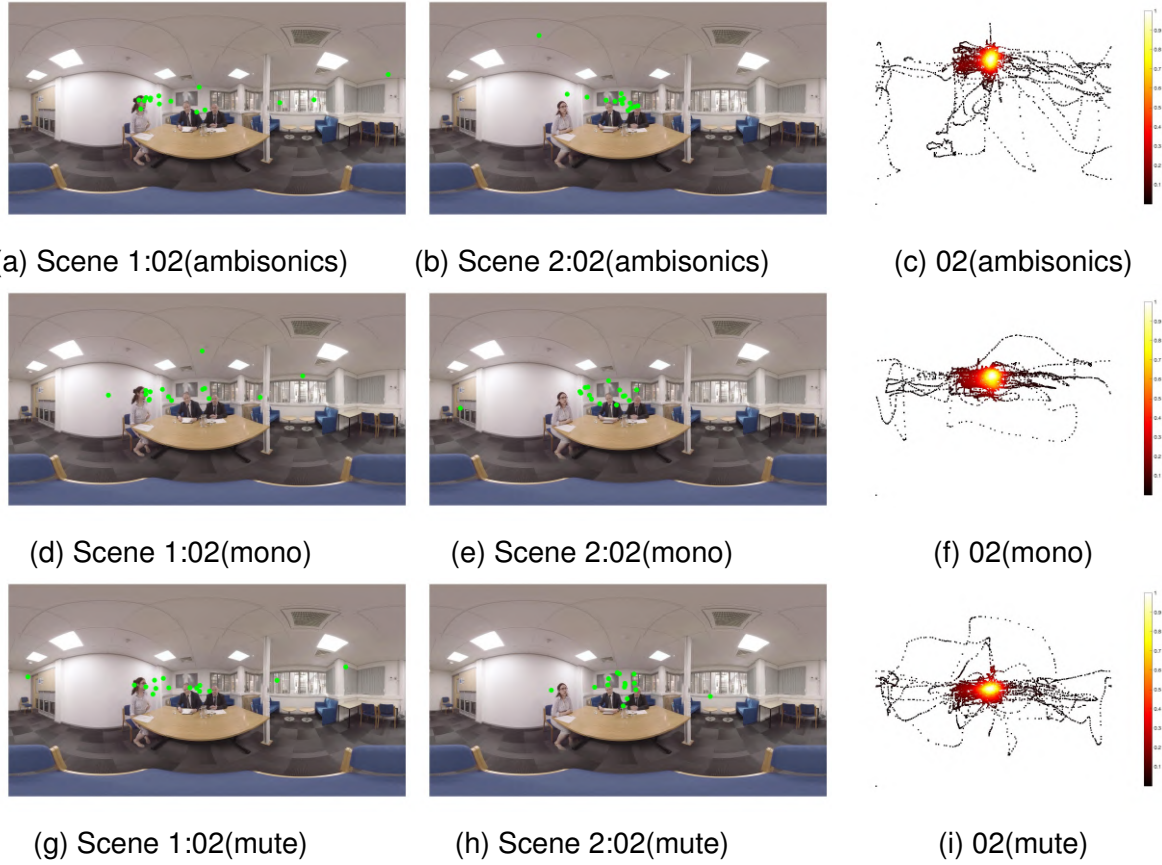 (a) Scene 1:02(ambisonics) (b) Scene 2:02(ambisonics) (c) 02(ambisonics)
(d) Scene 1:02(mono) (e) Scene 2:02(mono) (f) 02(mono)
(g) Scene 1:02(mute) (h) Scene 2:02(mute) (i) 02(mute)